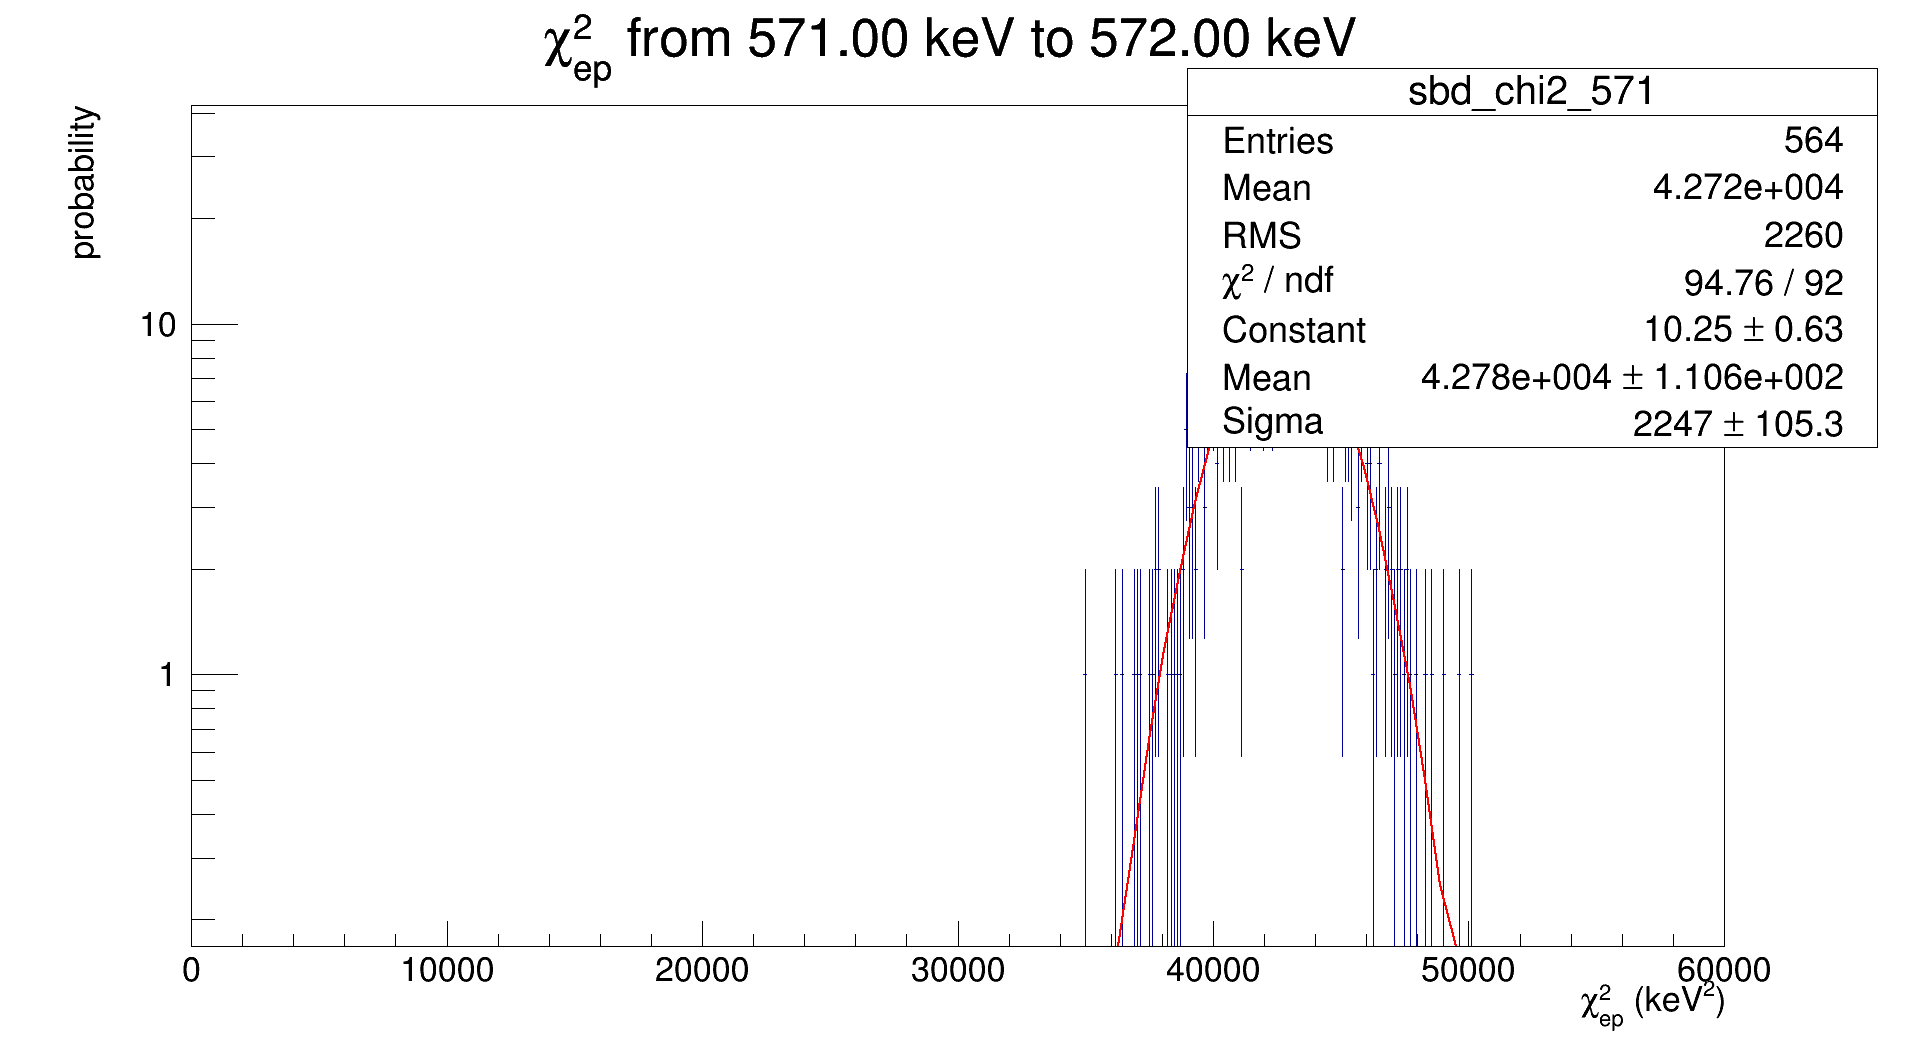 χ²ep from 571.00 keV to 572.00 keV
probability
sbd_chi2_571
Entries 564
Mean 4.272e+004
RMS 2260
χ² / ndf 94.76 / 92
Constant 10.25 ± 0.63
Mean 4.278e+004 ± 1.106e+002
Sigma 2247 ± 105.3
10
1
0 10000 20000 30000 40000 50000 60000
χ²ep (keV²)